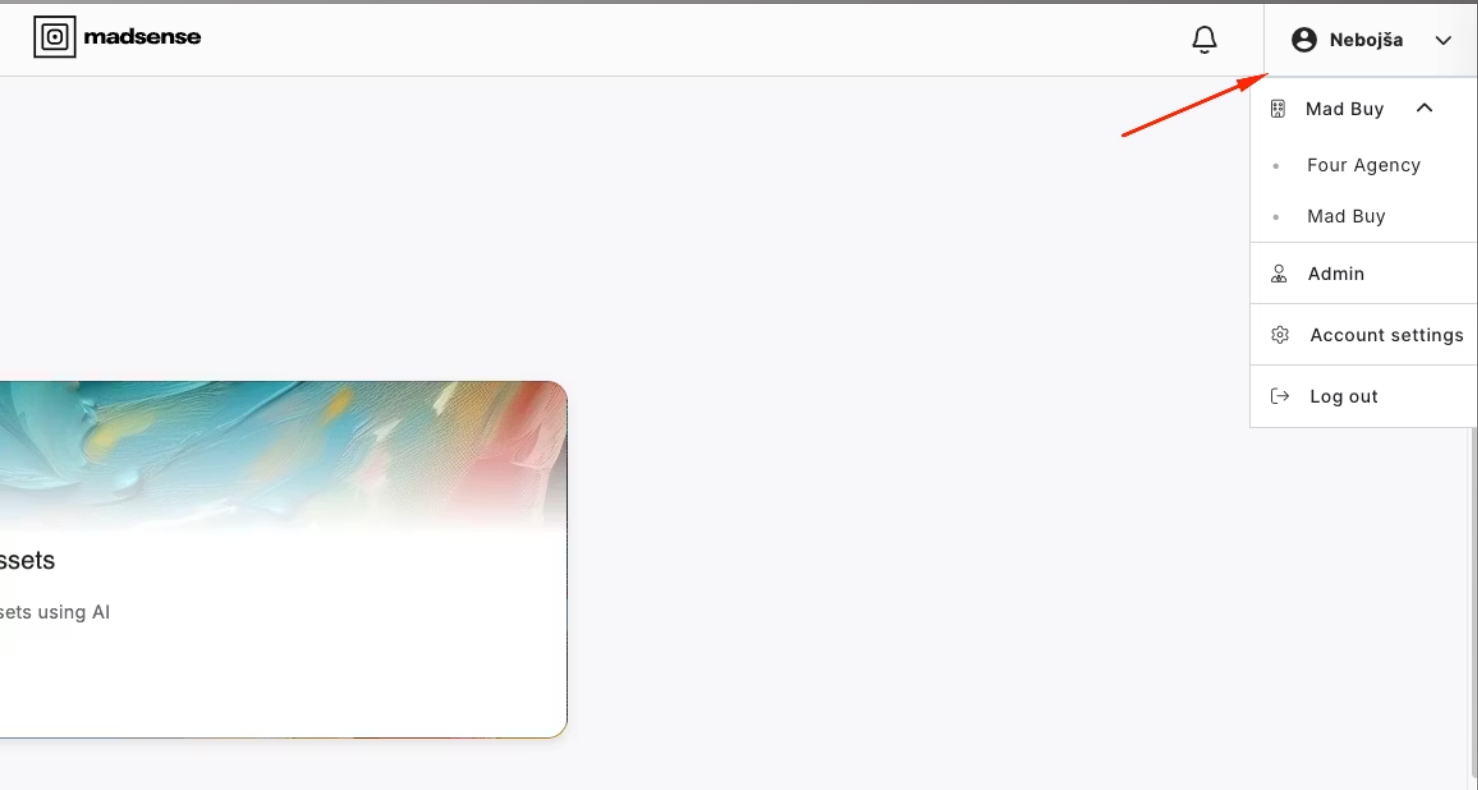 madsense
Nebojša
Mad Buy
Four Agency
Mad Buy
Admin
Account settings
Log out
ssets
sets using AI